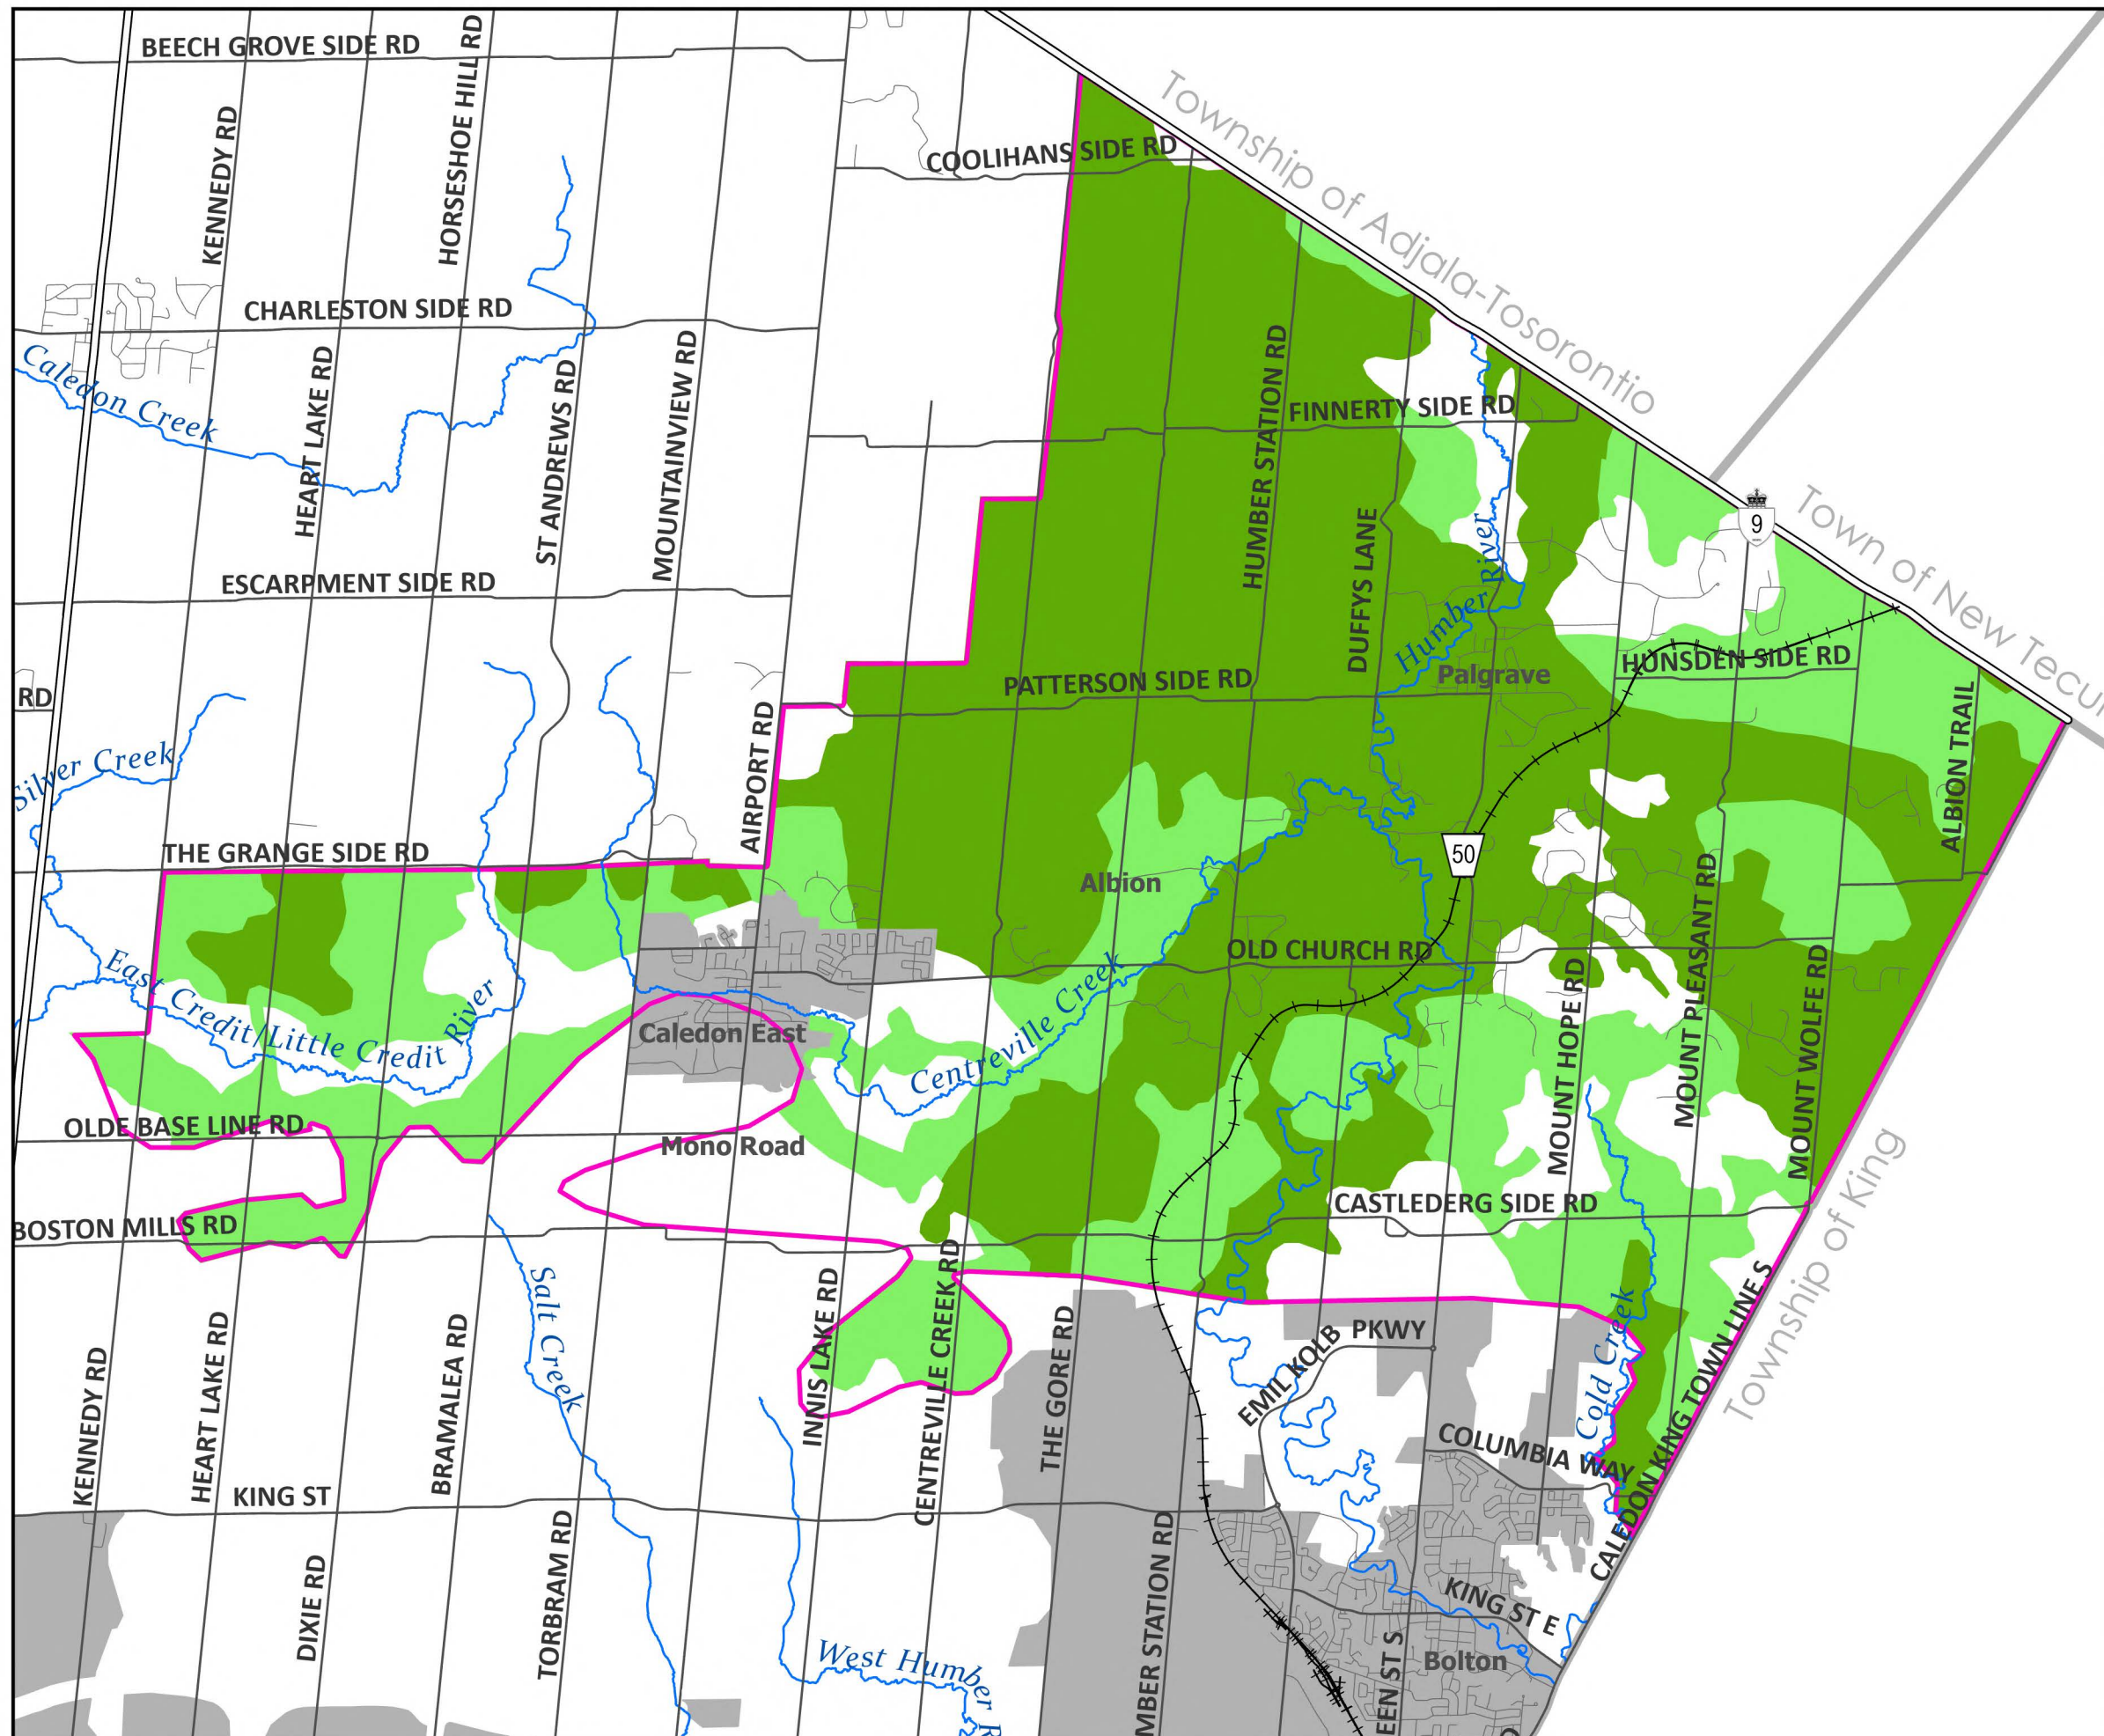 BEECH GROVE SIDE RD
KENNEDY RD
HORSESHOE HILL RD
COOLIHANS SIDE RD
Township of Adjala-Tosorontio
CHARLESTON SIDE RD
Caledon Creek
HEART LAKE RD
ST ANDREWS RD
MOUNTAINVIEW RD
HUMBER STATION RD
FINNERTY SIDE RD
9
Town of New Tecu
ESCARPMENT SIDE RD
DUFFYS LANE
Humber River
Palgrave
HUNSDEN SIDE RD
PATTERSON SIDE RD
RD
Silver Creek
AIRPORT RD
ALBION TRAIL
THE GRANGE SIDE RD
50
Albion
MOUNT PLEASANT RD
OLD CHURCH RD
East Credit/Little Credit River
Caledon East
Centreville Creek
MOUNT HOPE RD
MOUNT WOLFE RD
OLDE BASE LINE RD
Mono Road
Township of King
BOSTON MILLS RD
CASTLEDERG SIDE RD
Salt Creek
KENNEDY RD
HEART LAKE RD
BRAMALEA RD
INNIS LAKE RD
CENTREVILLE CREEK RD
THE GORE RD
EMIL KOLB PKWY
Cold Creek
CALEDON KING TOWN LINE S
COLUMBIA WAY
KING ST
DIXIE RD
TORBRAM RD
MBER STATION RD
KING ST E
West Humber R
EEN ST S
Bolton